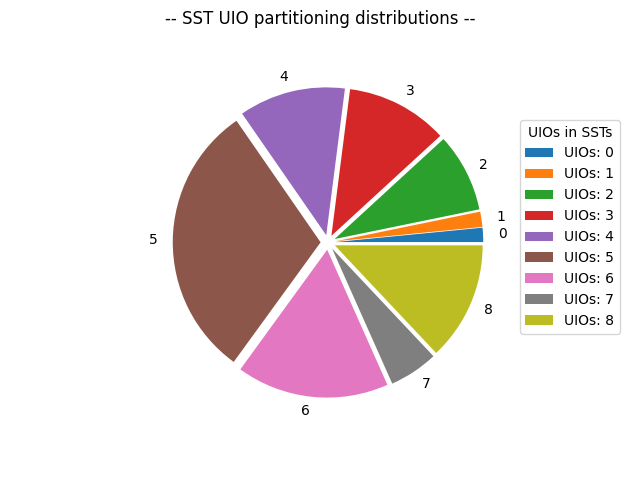 -- SST UIO partitioning distributions --
4
3
2
1
0
5
6
7
8
UIOs in SSTs
UIOs: 0
UIOs: 1
UIOs: 2
UIOs: 3
UIOs: 4
UIOs: 5
UIOs: 6
UIOs: 7
UIOs: 8